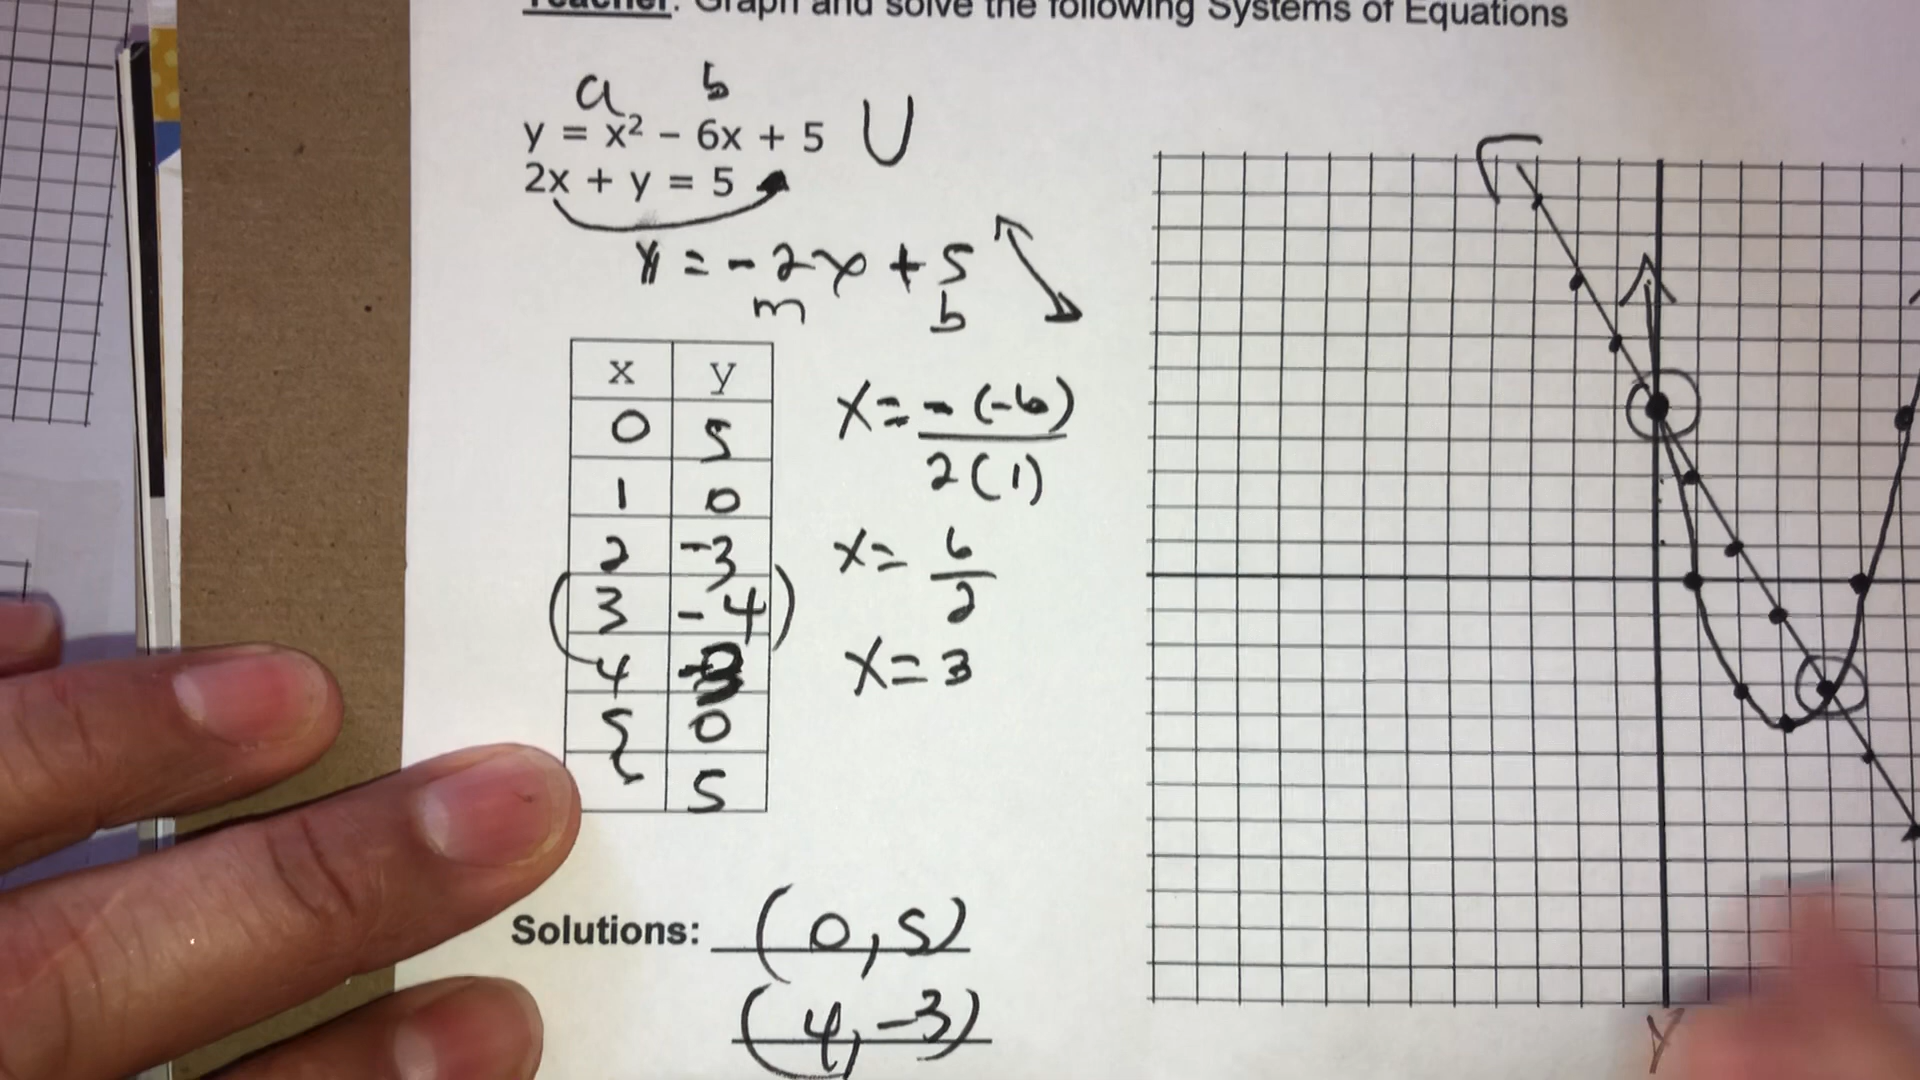 Teacher: Graph and solve the following Systems of Equations
a b
y = x² – 6x + 5 U
2x + y = 5
y = -2x + 5
m b
x y
0 5
1 0
2 -3
(3 -4)
4 -3
5 0
5
x = -(-6)
2(1)
x = 6
2
x = 3
Solutions: (0, 5)
(4, -3)
y